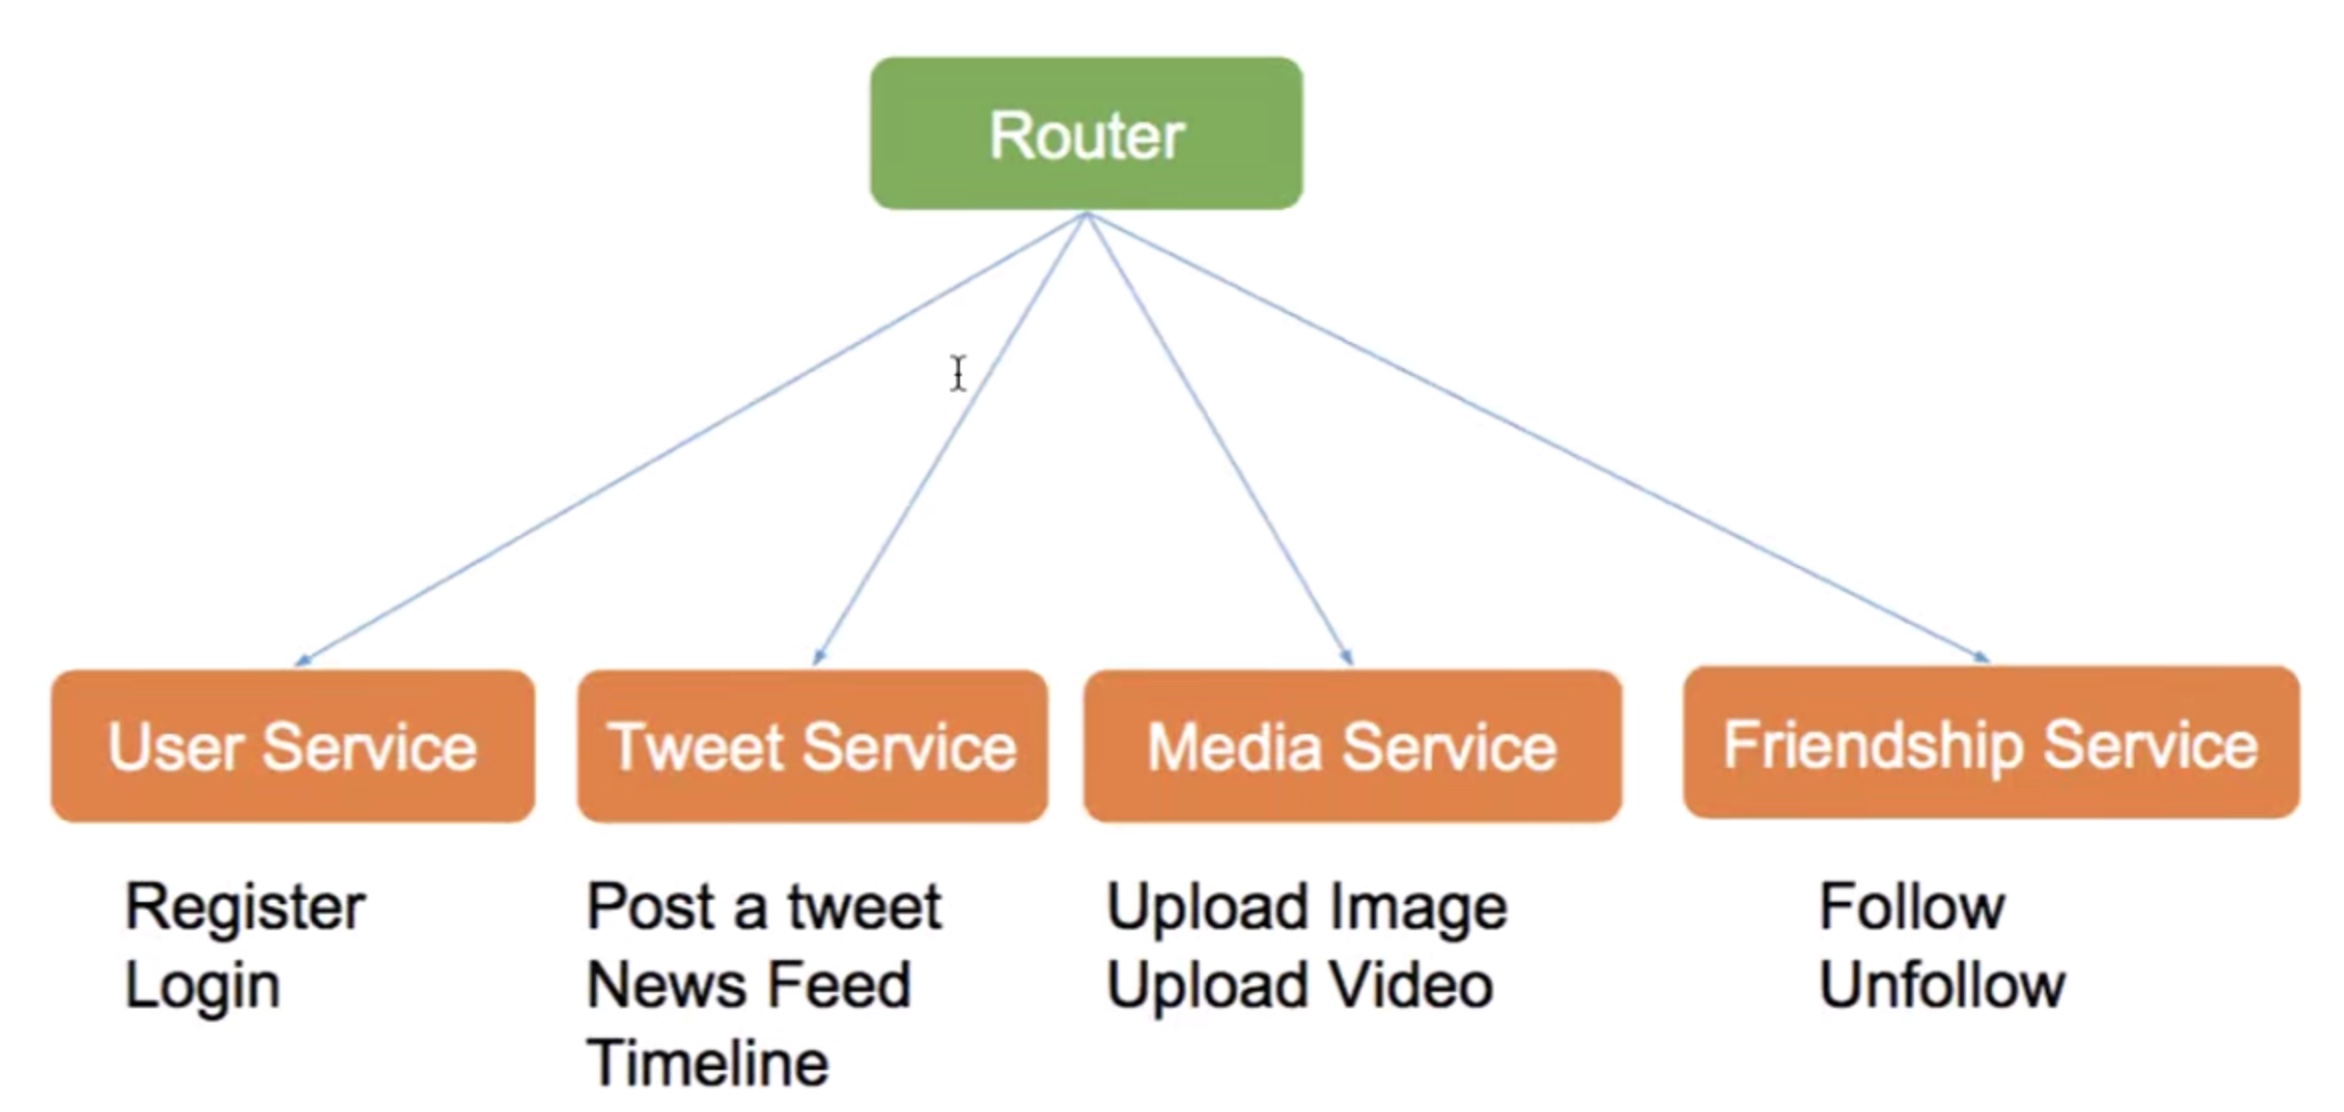 Router
User Service
Tweet Service
Media Service
Friendship Service
Register
Login
Post a tweet
News Feed
Timeline
Upload Image
Upload Video
Follow
Unfollow